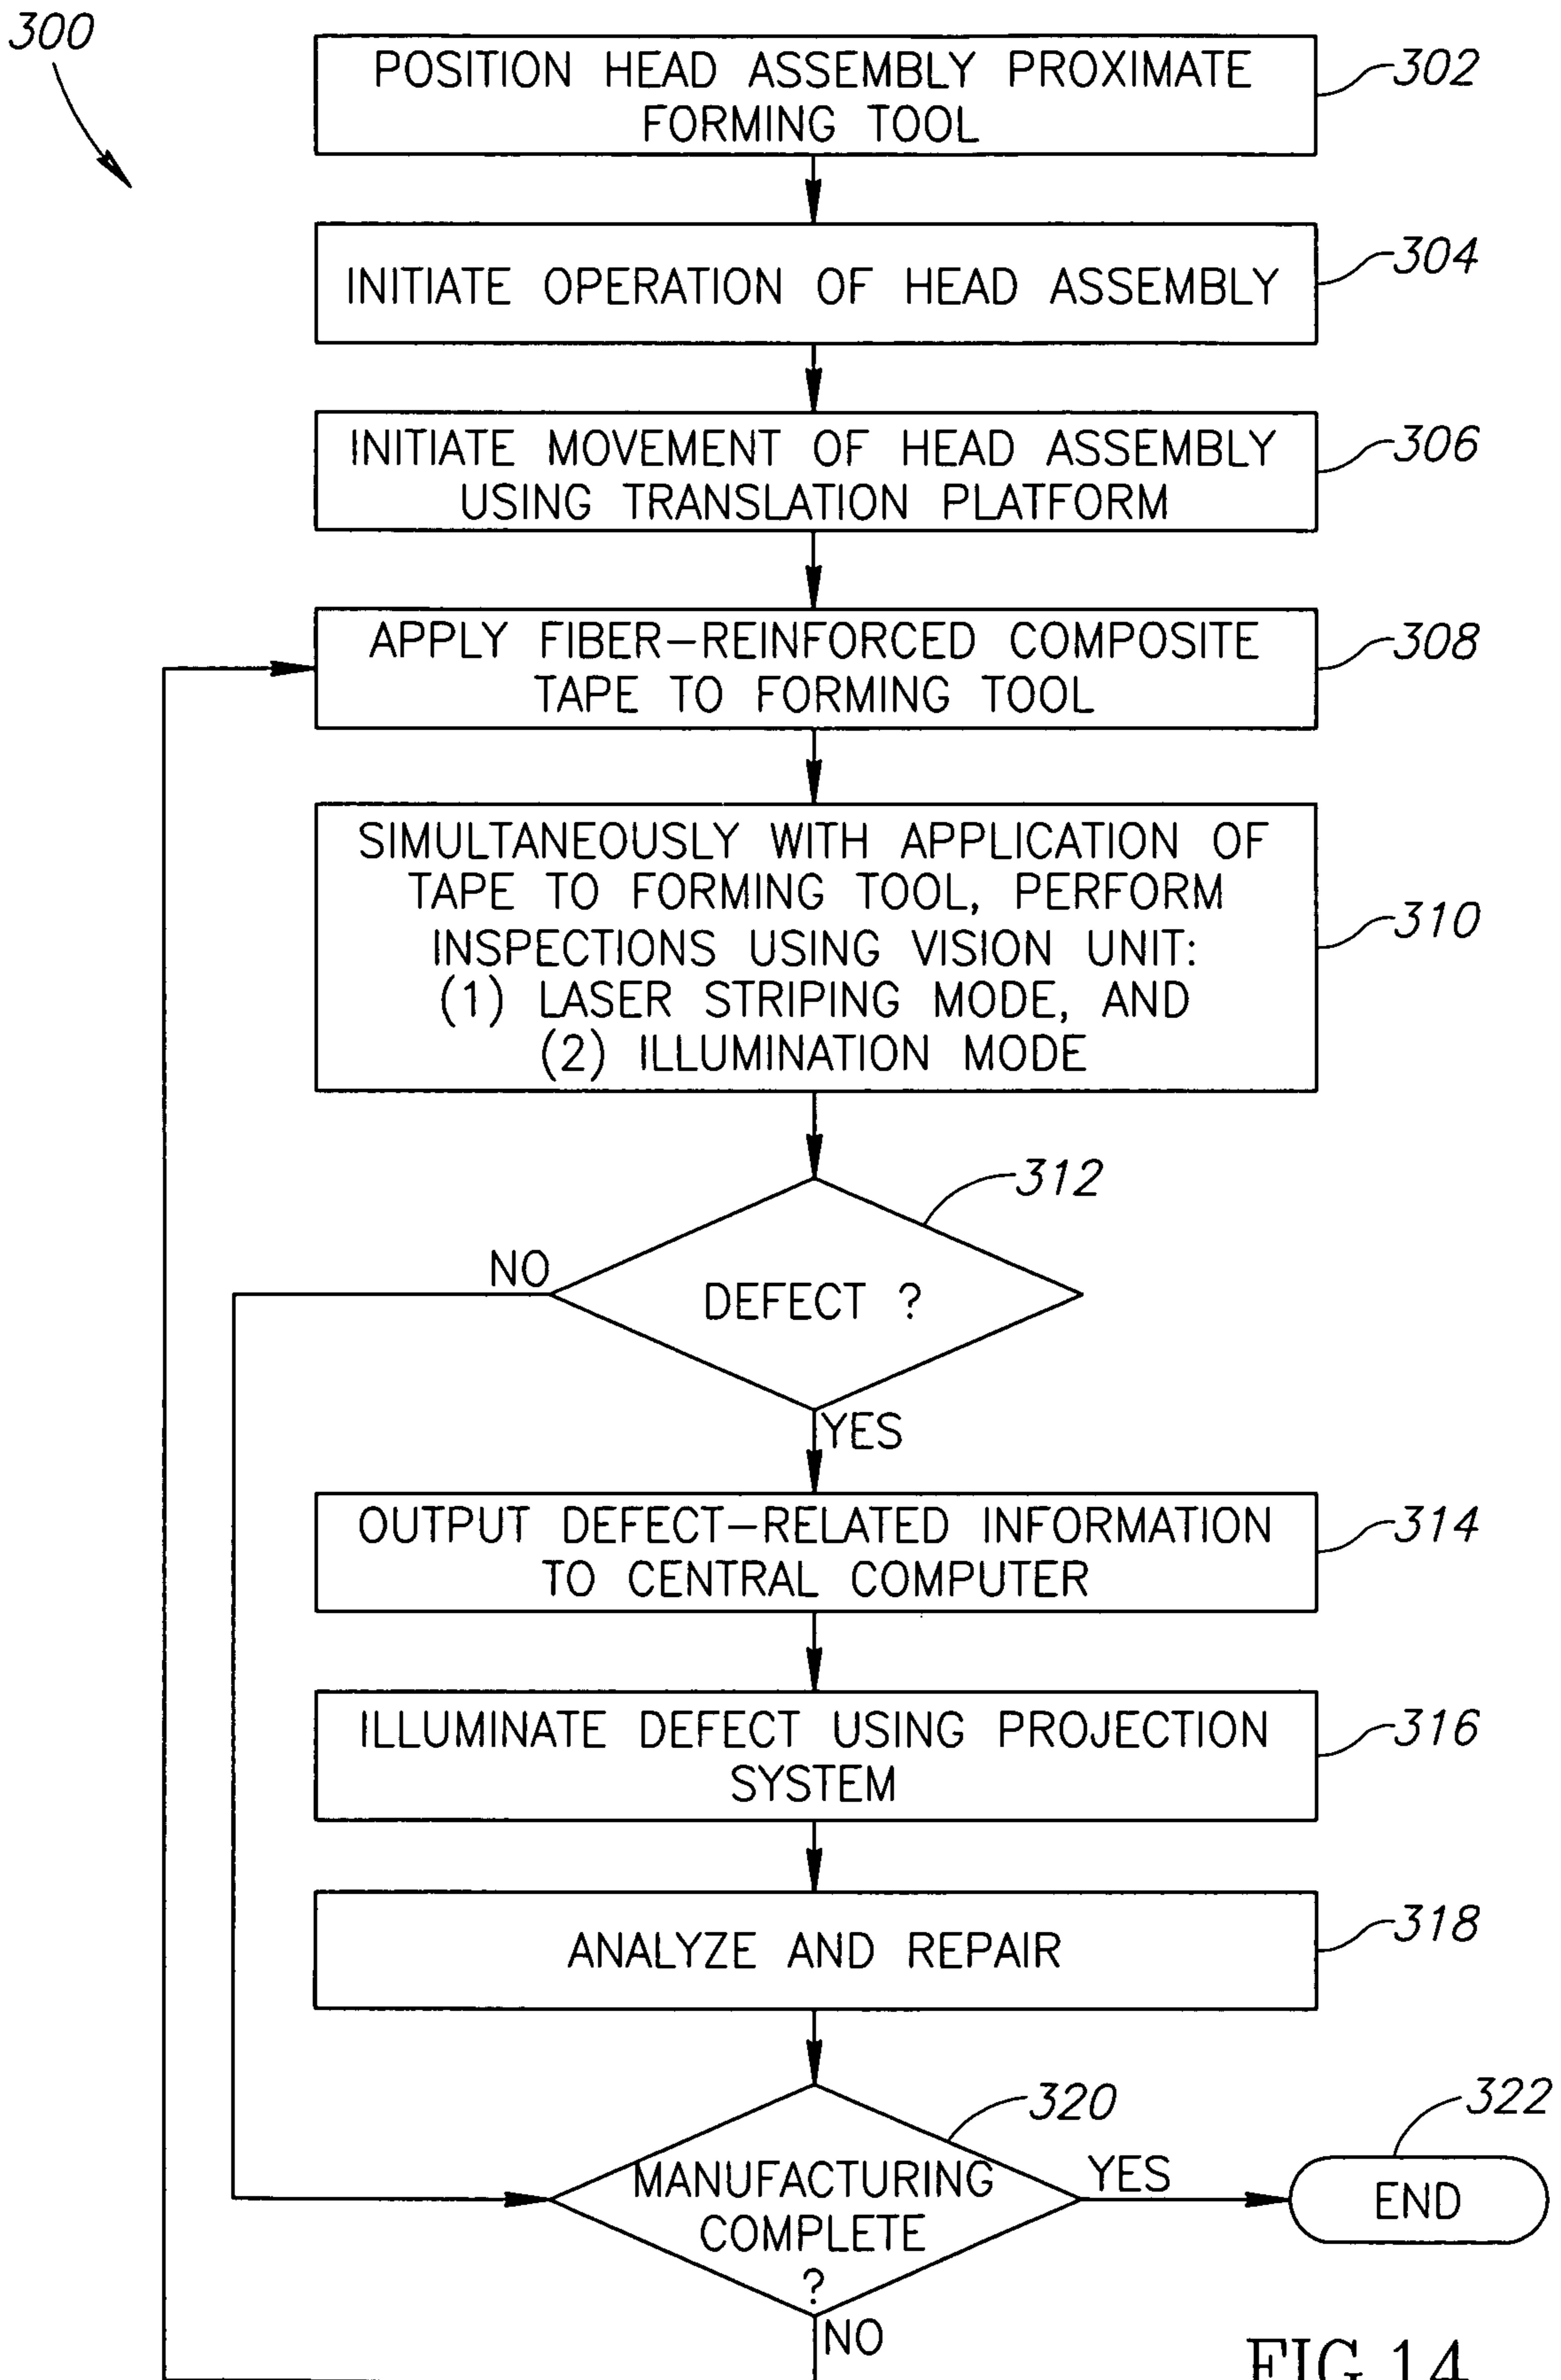 300
POSITION HEAD ASSEMBLY PROXIMATE
FORMING TOOL
302
INITIATE OPERATION OF HEAD ASSEMBLY
304
INITIATE MOVEMENT OF HEAD ASSEMBLY
USING TRANSLATION PLATFORM
306
APPLY FIBER-REINFORCED COMPOSITE
TAPE TO FORMING TOOL
308
SIMULTANEOUSLY WITH APPLICATION OF
TAPE TO FORMING TOOL, PERFORM
INSPECTIONS USING VISION UNIT:
(1) LASER STRIPING MODE, AND
(2) ILLUMINATION MODE
310
312
NO
DEFECT ?
YES
OUTPUT DEFECT-RELATED INFORMATION
TO CENTRAL COMPUTER
314
ILLUMINATE DEFECT USING PROJECTION
SYSTEM
316
ANALYZE AND REPAIR
318
320
MANUFACTURING
COMPLETE
?
YES
322
END
NO
FIG.14